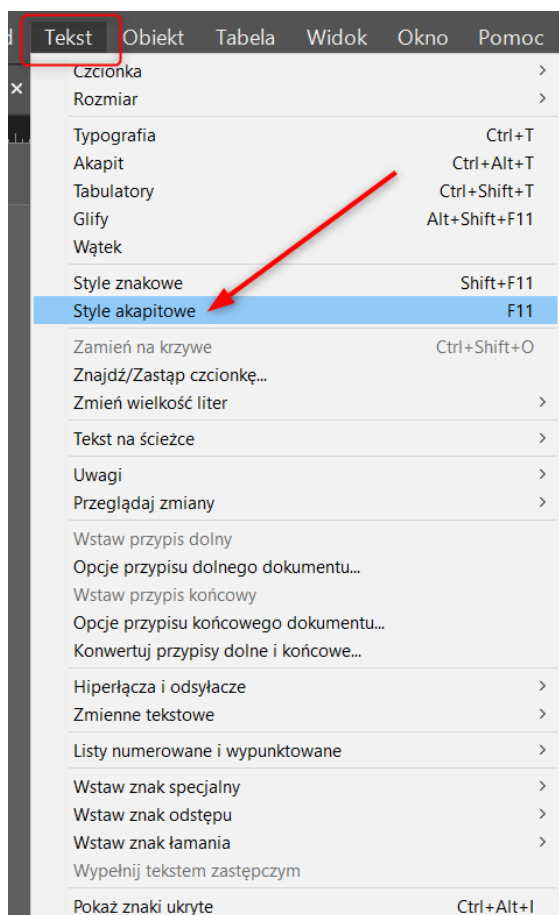 Tekst Obiekt Tabela Widok Okno Pomoc
Czcionka
Rozmiar
Typografia Ctrl+T
Akapit Ctrl+Alt+T
Tabulatory Ctrl+Shift+T
Glify Alt+Shift+F11
Wątek
Style znakowe Shift+F11
Style akapitowe F11
Zamień na krzywe Ctrl+Shift+O
Znajdź/Zastąp czcionkę...
Zmień wielkość liter
Tekst na ścieżce
Uwagi
Przeglądaj zmiany
Wstaw przypis dolny
Opcje przypisu dolnego dokumentu...
Wstaw przypis końcowy
Opcje przypisu końcowego dokumentu...
Konwertuj przypisy dolne i końcowe...
Hiperłącza i odsyłacze
Zmienne tekstowe
Listy numerowane i wypunktowane
Wstaw znak specjalny
Wstaw znak odstępu
Wstaw znak łamania
Wypełnij tekstem zastępczym
Pokaż znaki ukryte Ctrl+Alt+I